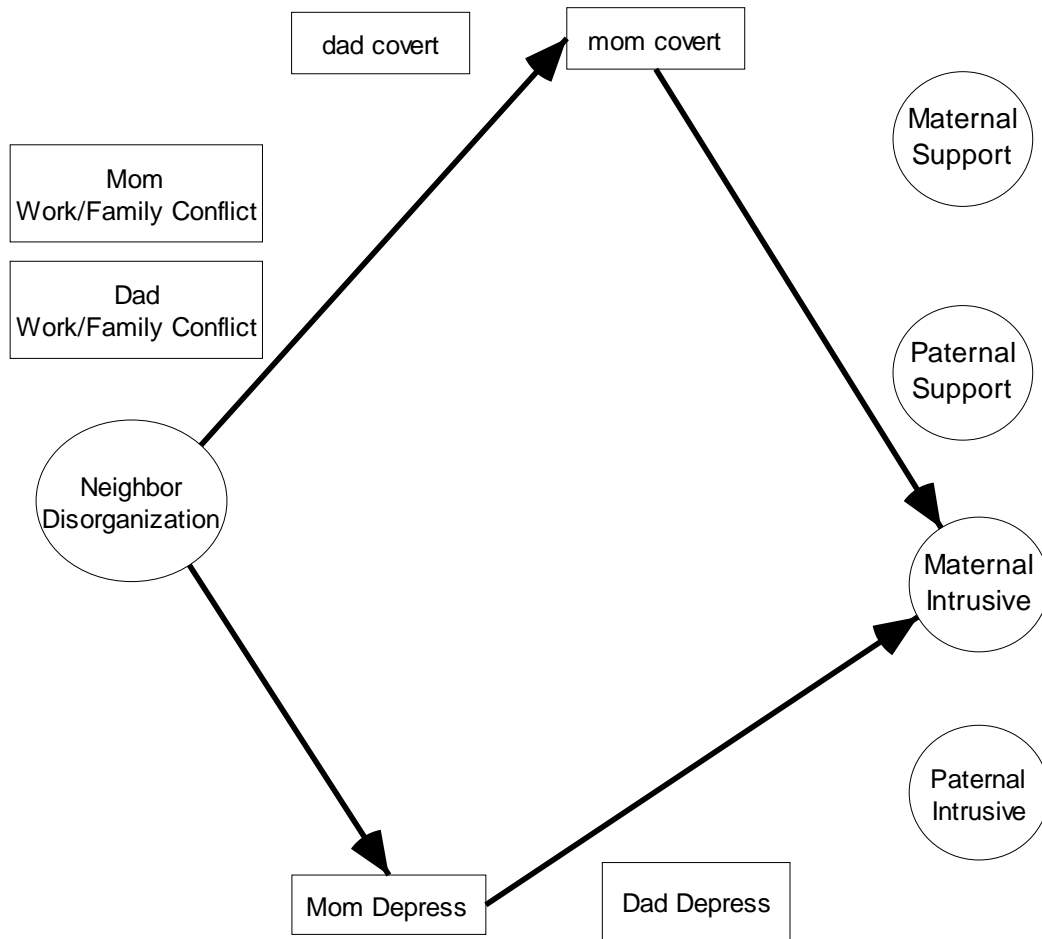 dad covert
mom covert
Maternal
Support
Mom
Work/Family Conflict
Dad
Work/Family Conflict
Paternal
Support
Neighbor
Disorganization
Maternal
Intrusive
Paternal
Intrusive
Mom Depress
Dad Depress